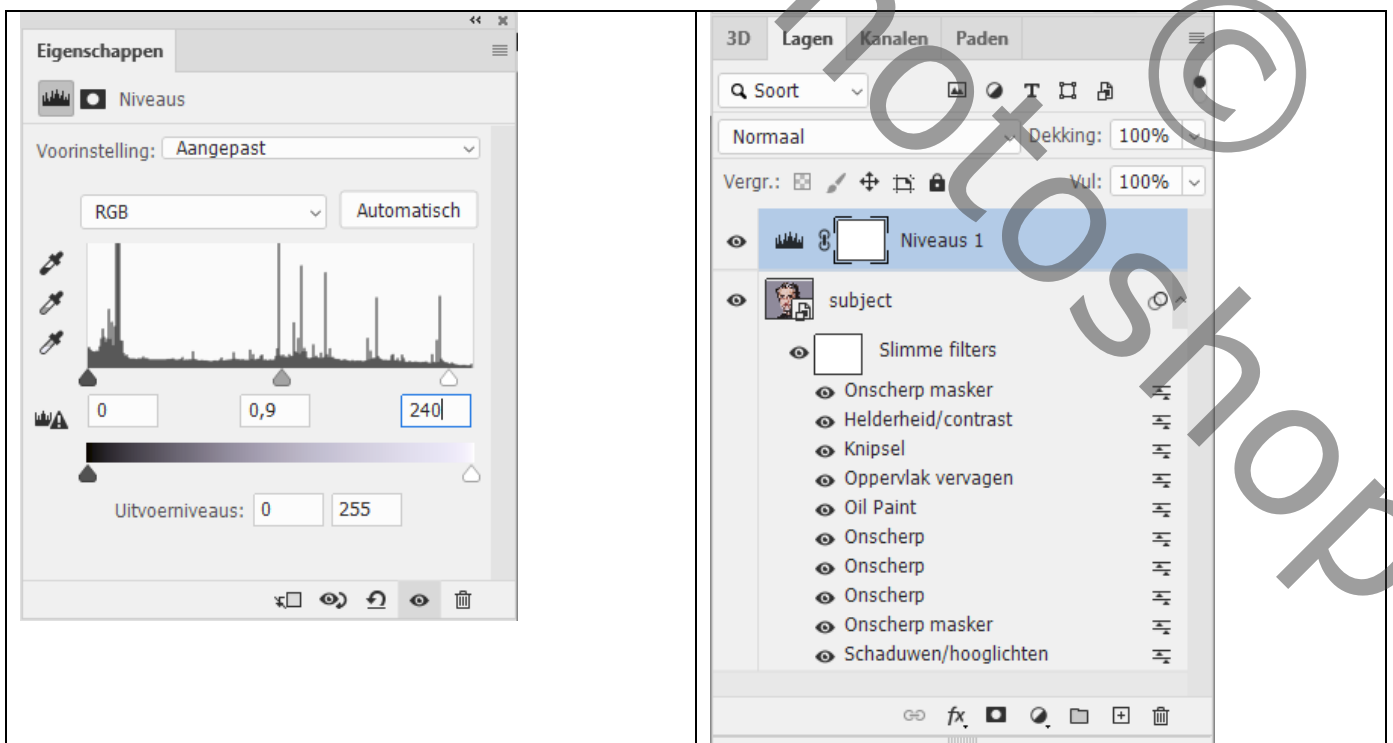 Eigenschappen
Niveaus
Voorinstelling: Aangepast
RGB Automatisch
0 0,9 240
Uitvoerniveaus: 0 255
3D Lagen Kanalen Paden
Soort
Normaal Dekking: 100%
Vergr.: Vul: 100%
Niveaus 1
subject
Slimme filters
Onscherp masker
Helderheid/contrast
Knipsel
Oppervlak vervagen
Oil Paint
Onscherp
Onscherp
Onscherp
Onscherp masker
Schaduwen/hooglichten
fx
hotoshop ©